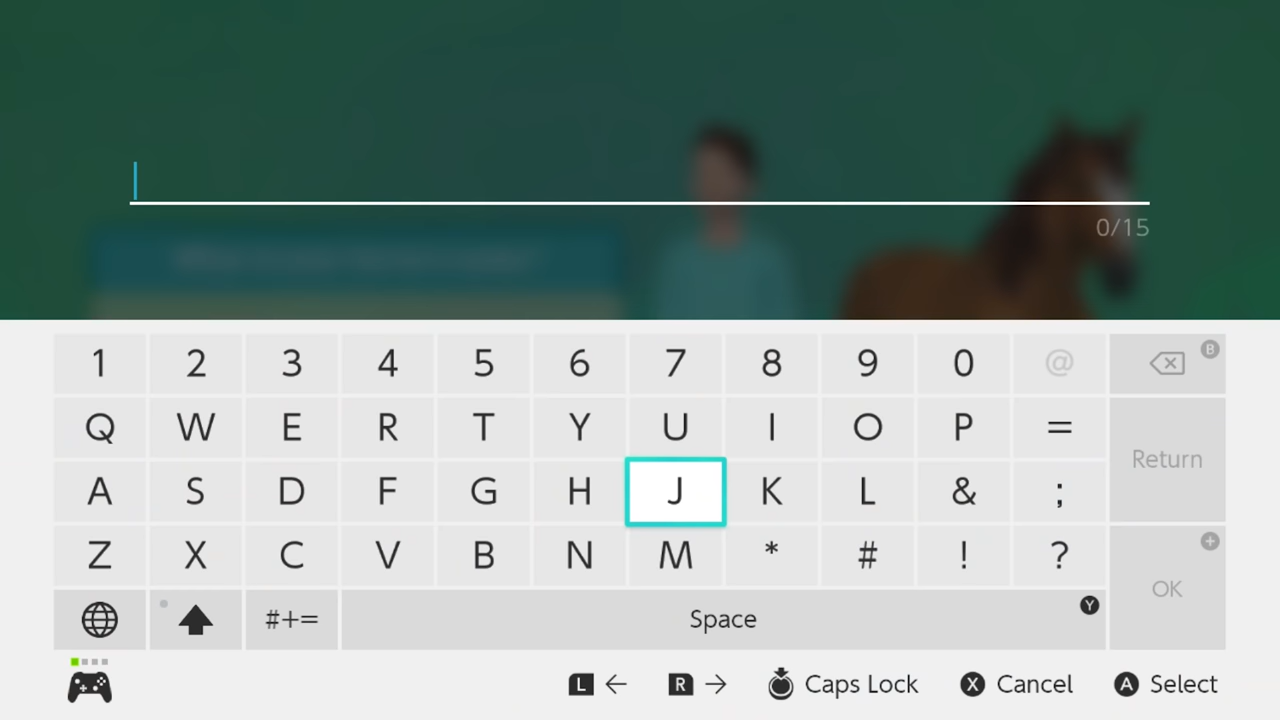 0/15
1 2 3 4 5 6 7 8 9 0 @ B
Q W E R T Y U I O P = Return
A S D F G H J K L & ;
Z X C V B N M * # ! ? + OK
#+= Space Y
L ← R → Caps Lock X Cancel A Select